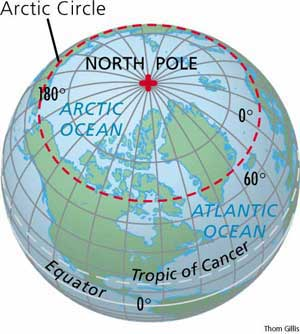 Arctic Circle
NORTH POLE
180°
ARCTIC
OCEAN
0°
60°
ATLANTIC
OCEAN
Tropic of Cancer
Equator
0°
Thom Gillis